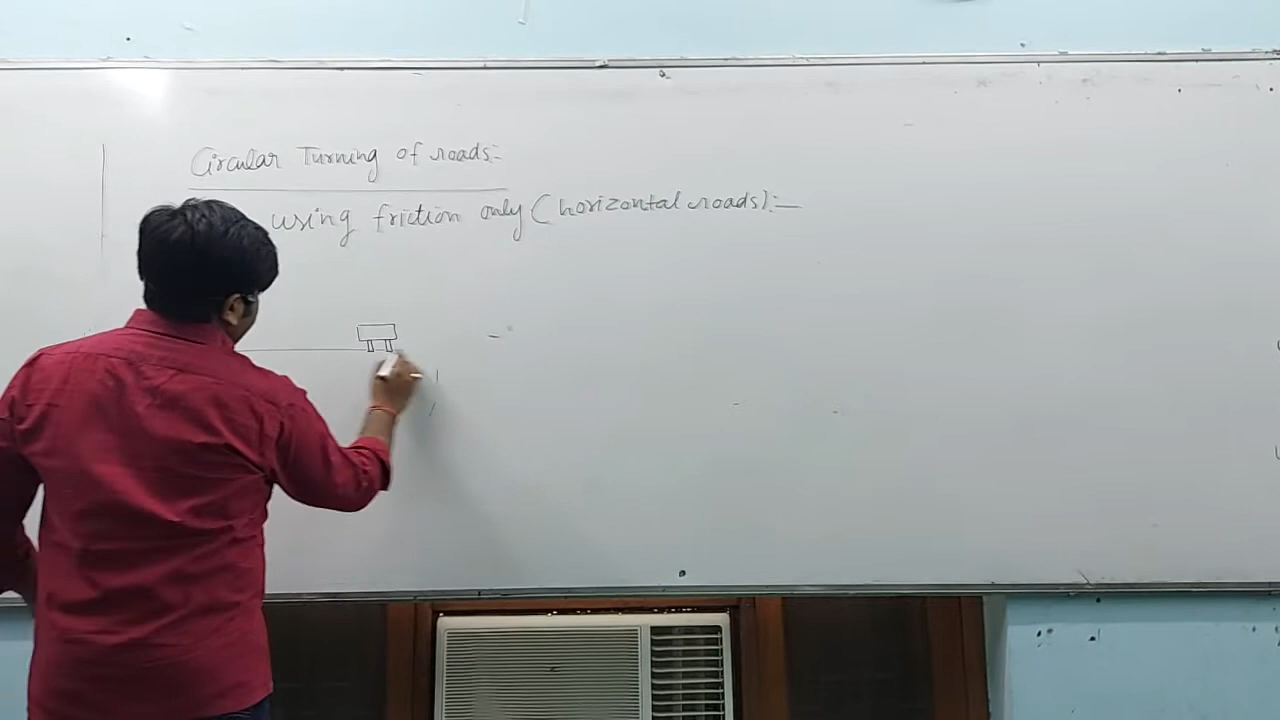 Circular Turning of roads:-
using friction only (horizontal roads):-